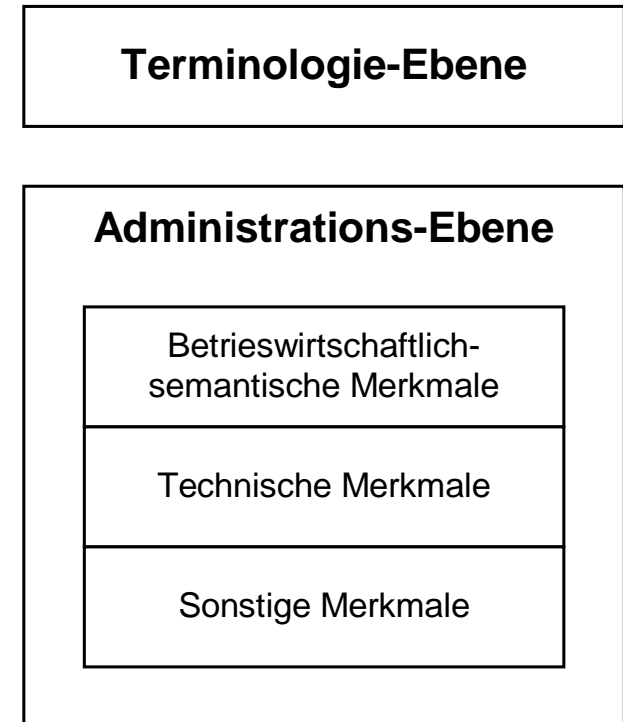 Terminologie-Ebene
Administrations-Ebene
Betrieswirtschaftlich-
semantische Merkmale
Technische Merkmale
Sonstige Merkmale